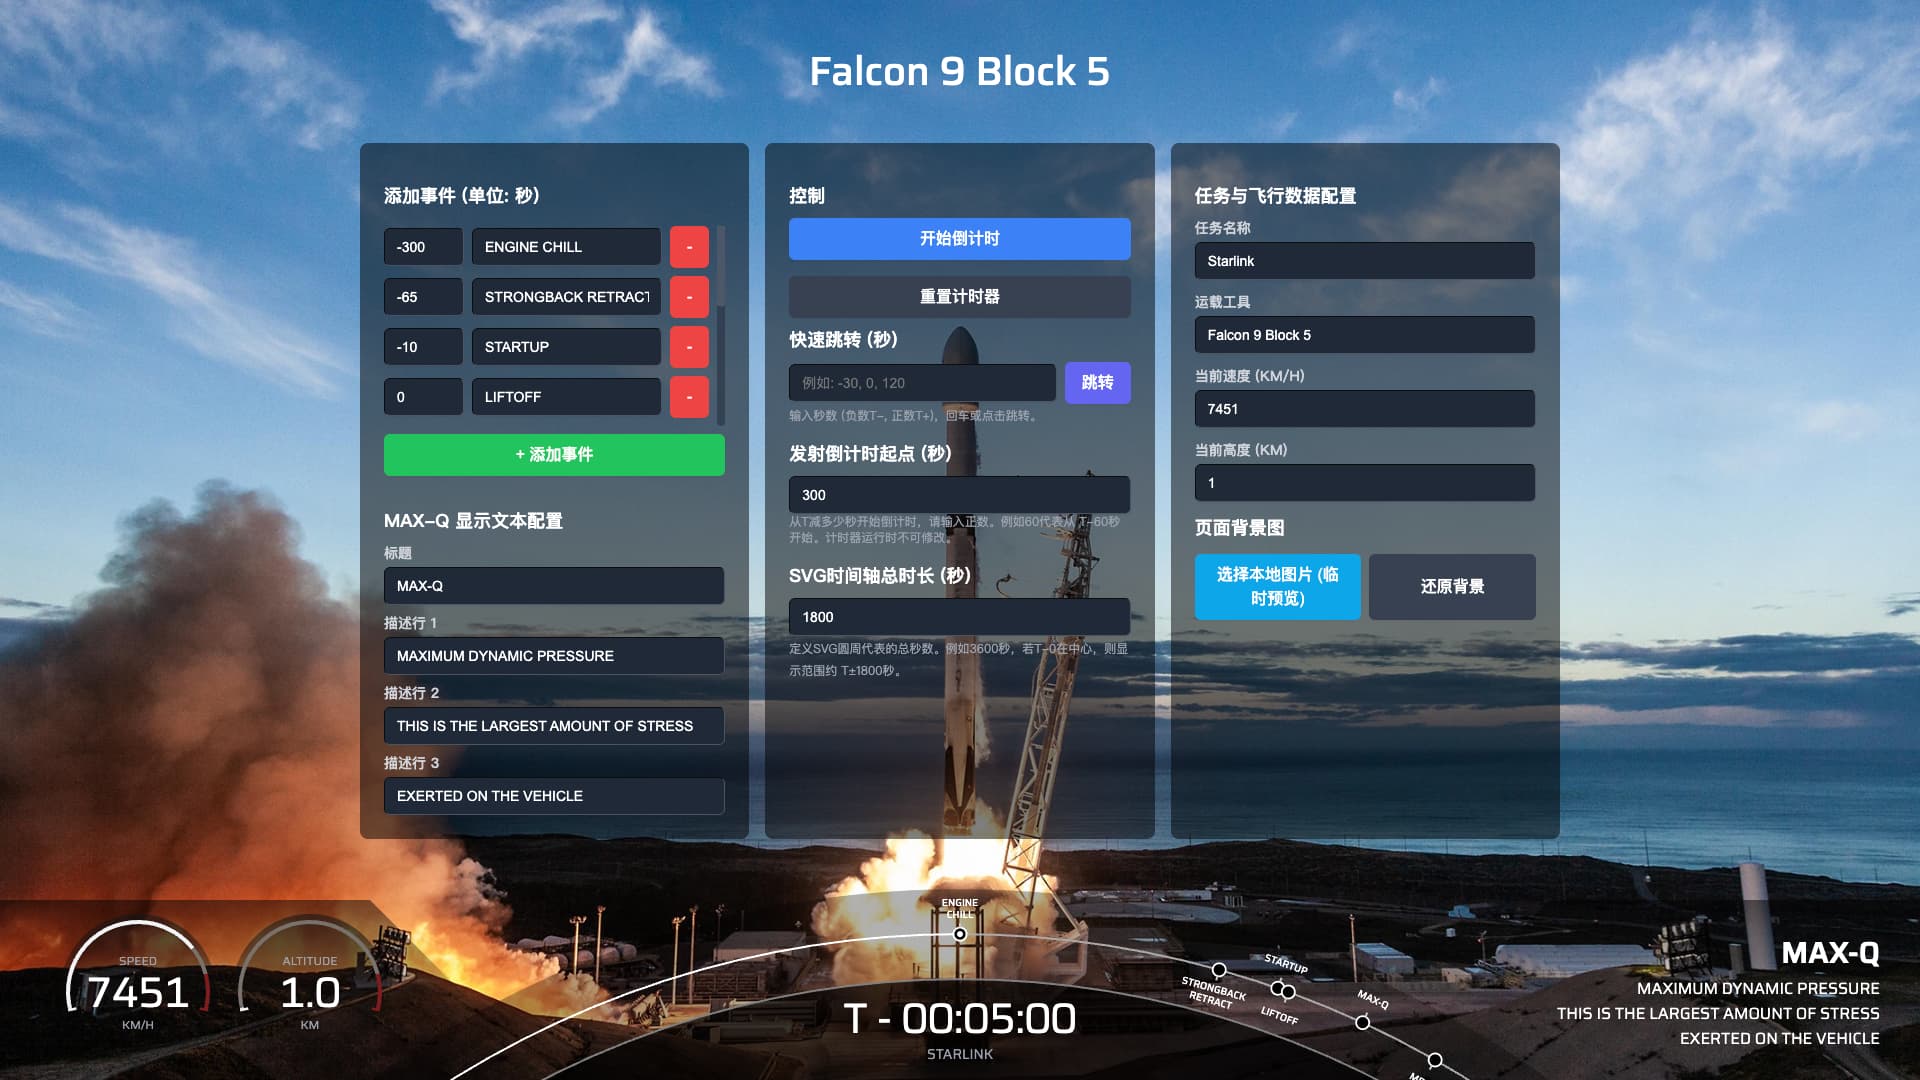 Falcon 9 Block 5
添加事件 (单位: 秒)
-300
ENGINE CHILL
-
-65
STRONGBACK RETRACT
-
-10
STARTUP
-
0
LIFTOFF
-
+ 添加事件
MAX-Q 显示文本配置
标题
MAX-Q
描述行 1
MAXIMUM DYNAMIC PRESSURE
描述行 2
THIS IS THE LARGEST AMOUNT OF STRESS
描述行 3
EXERTED ON THE VEHICLE
控制
开始倒计时
重置计时器
快速跳转 (秒)
例如: -30, 0, 120
跳转
输入秒数 (负数T-, 正数T+)，回车或点击跳转。
发射倒计时起点 (秒)
300
从T减多少秒开始倒计时，请输入正数。例如60代表从 T-60秒
开始。计时器运行时不可修改。
SVG时间轴总时长 (秒)
1800
定义SVG圆周代表的总秒数。例如3600秒，若T-0在中心，则显
示范围约 T±1800秒。
任务与飞行数据配置
任务名称
Starlink
运载工具
Falcon 9 Block 5
当前速度 (KM/H)
7451
当前高度 (KM)
1
页面背景图
选择本地图片 (临
时预览)
还原背景
SPEED
7451
KM/H
ALTITUDE
1.0
KM
ENGINE
CHILL
STRONGBACK
RETRACT
STARTUP
LIFTOFF
MAX-Q
T - 00:05:00
STARLINK
MAX-Q
MAXIMUM DYNAMIC PRESSURE
THIS IS THE LARGEST AMOUNT OF STRESS
EXERTED ON THE VEHICLE